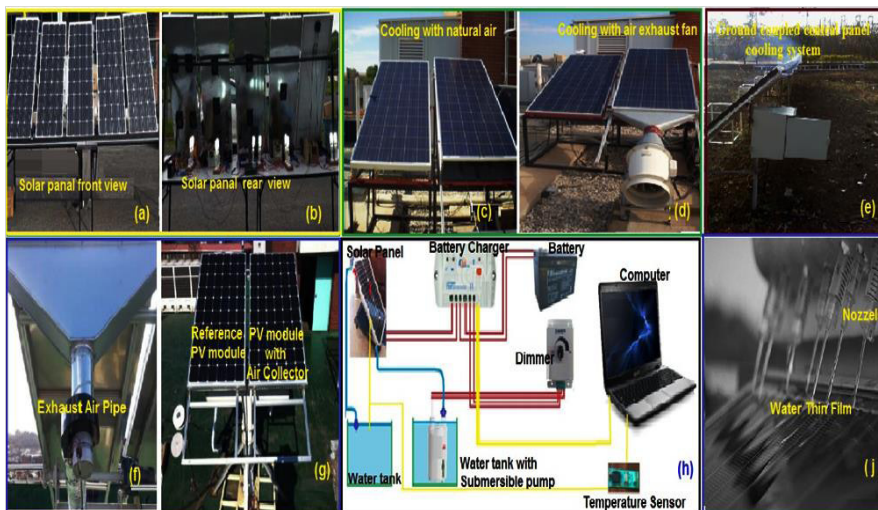 Solar panal front view
(a)
Solar panal rear view
(b)
Cooling with natural air
(c)
Cooling with air exhaust fan
(d)
Ground coupled central panel
cooling system
(e)
Exhaust Air Pipe
(f)
Reference
PV module
PV module
with
Air Collector
(g)
Solar Panel
Battery Charger
Battery
Computer
Dimmer
Water tank
Water tank with
Submersible pump
Temperature Sensor
(h)
Nozzel
Water Thin Film
(j